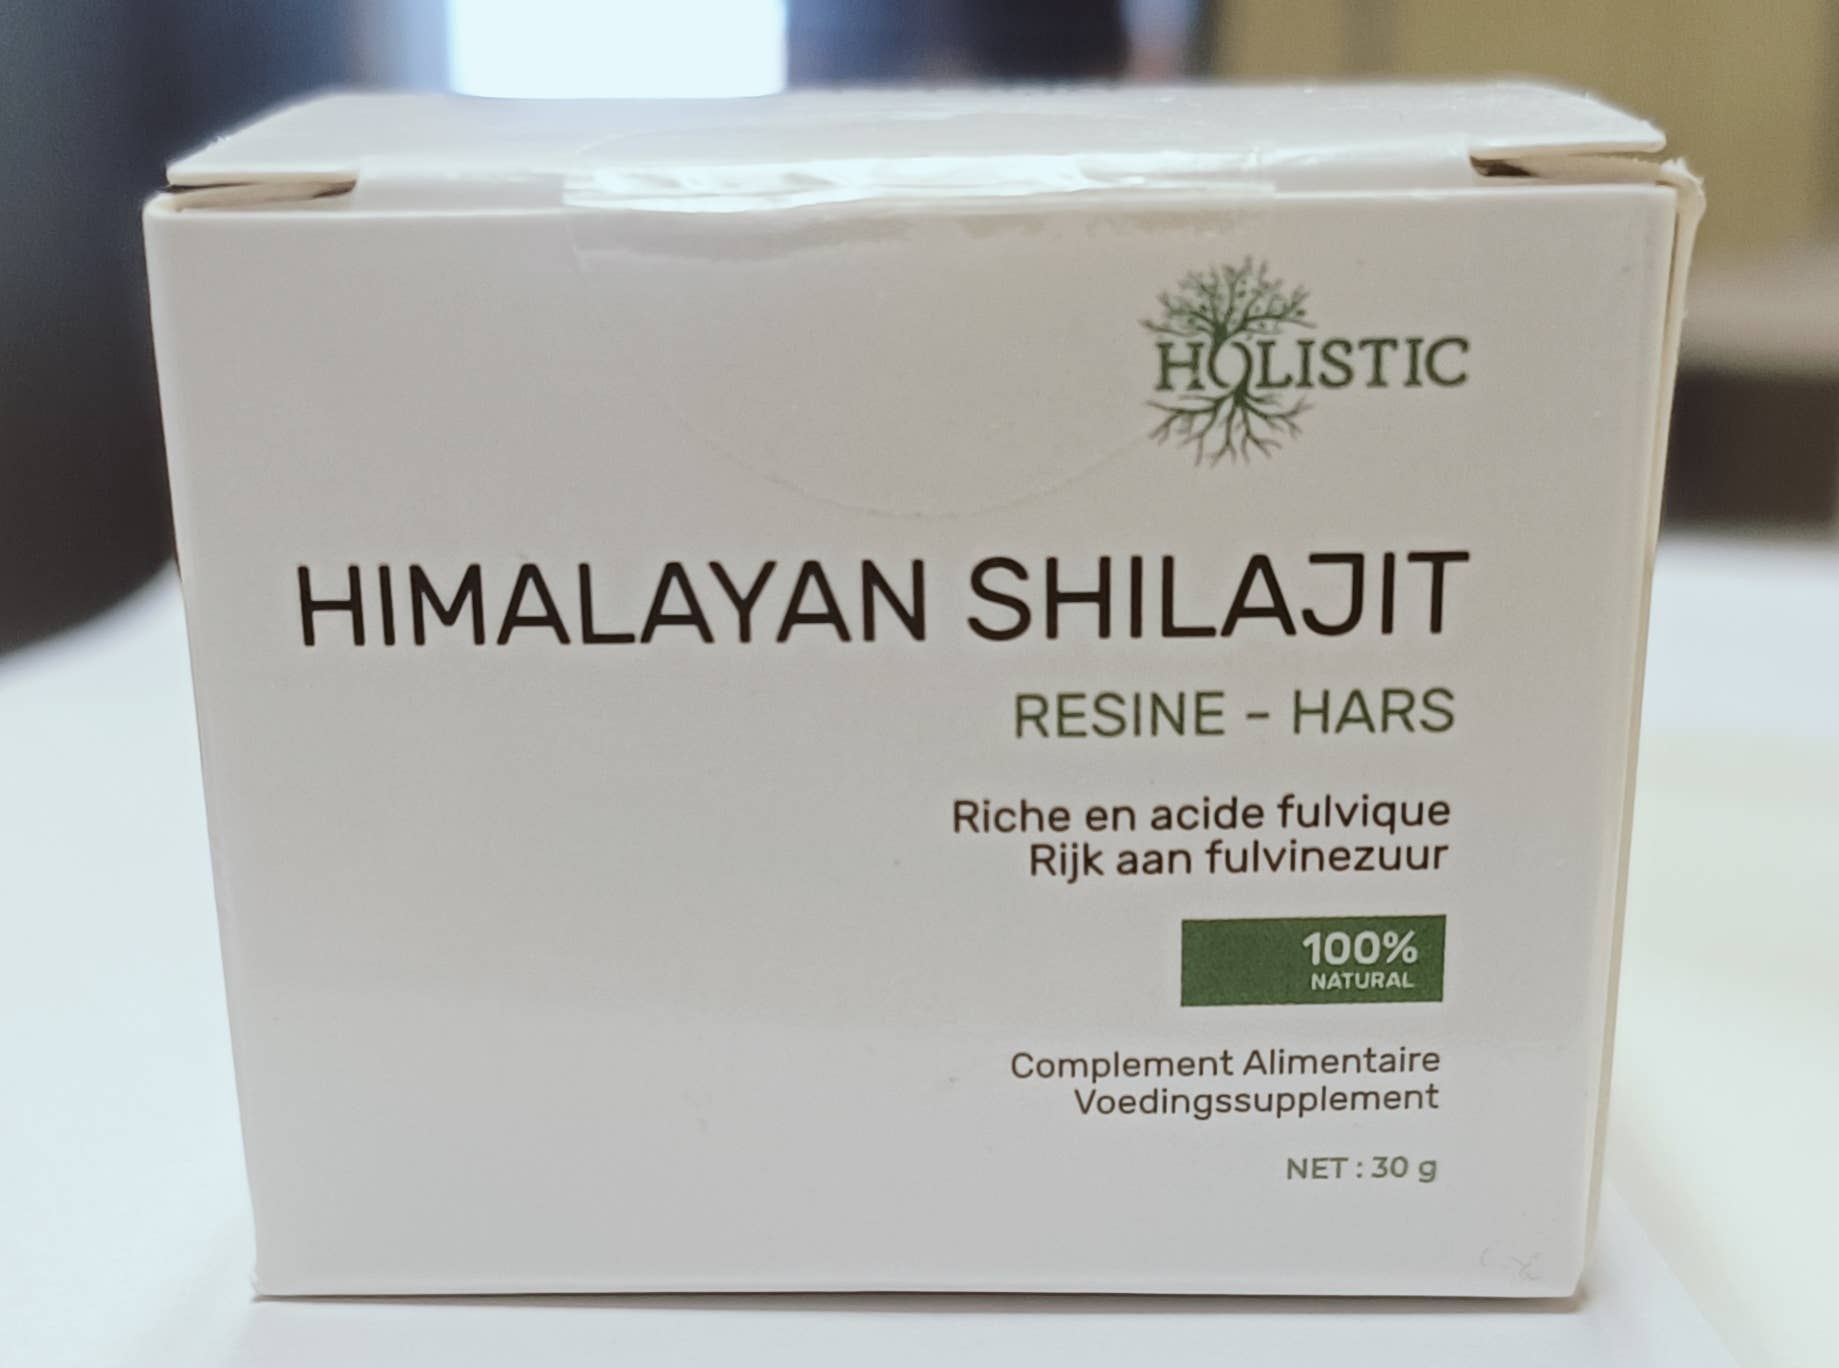 HOLISTIC
HIMALAYAN SHILAJIT
RESINE - HARS
Riche en acide fulvique
Rijk aan fulvinezuur
100%
NATURAL
Complement Alimentaire
Voedingssupplement
NET : 30 g